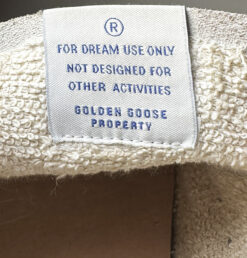 ®
FOR DREAM USE ONLY
NOT DESIGNED FOR
OTHER ACTIVITIES
GOLDEN GOOSE
PROPERTY